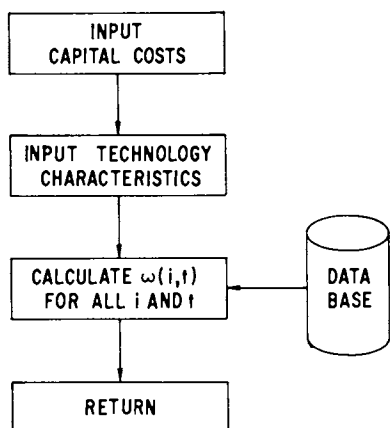 INPUT
CAPITAL COSTS
INPUT TECHNOLOGY
CHARACTERISTICS
CALCULATE ω(i,t)
FOR ALL i AND t
DATA
BASE
RETURN